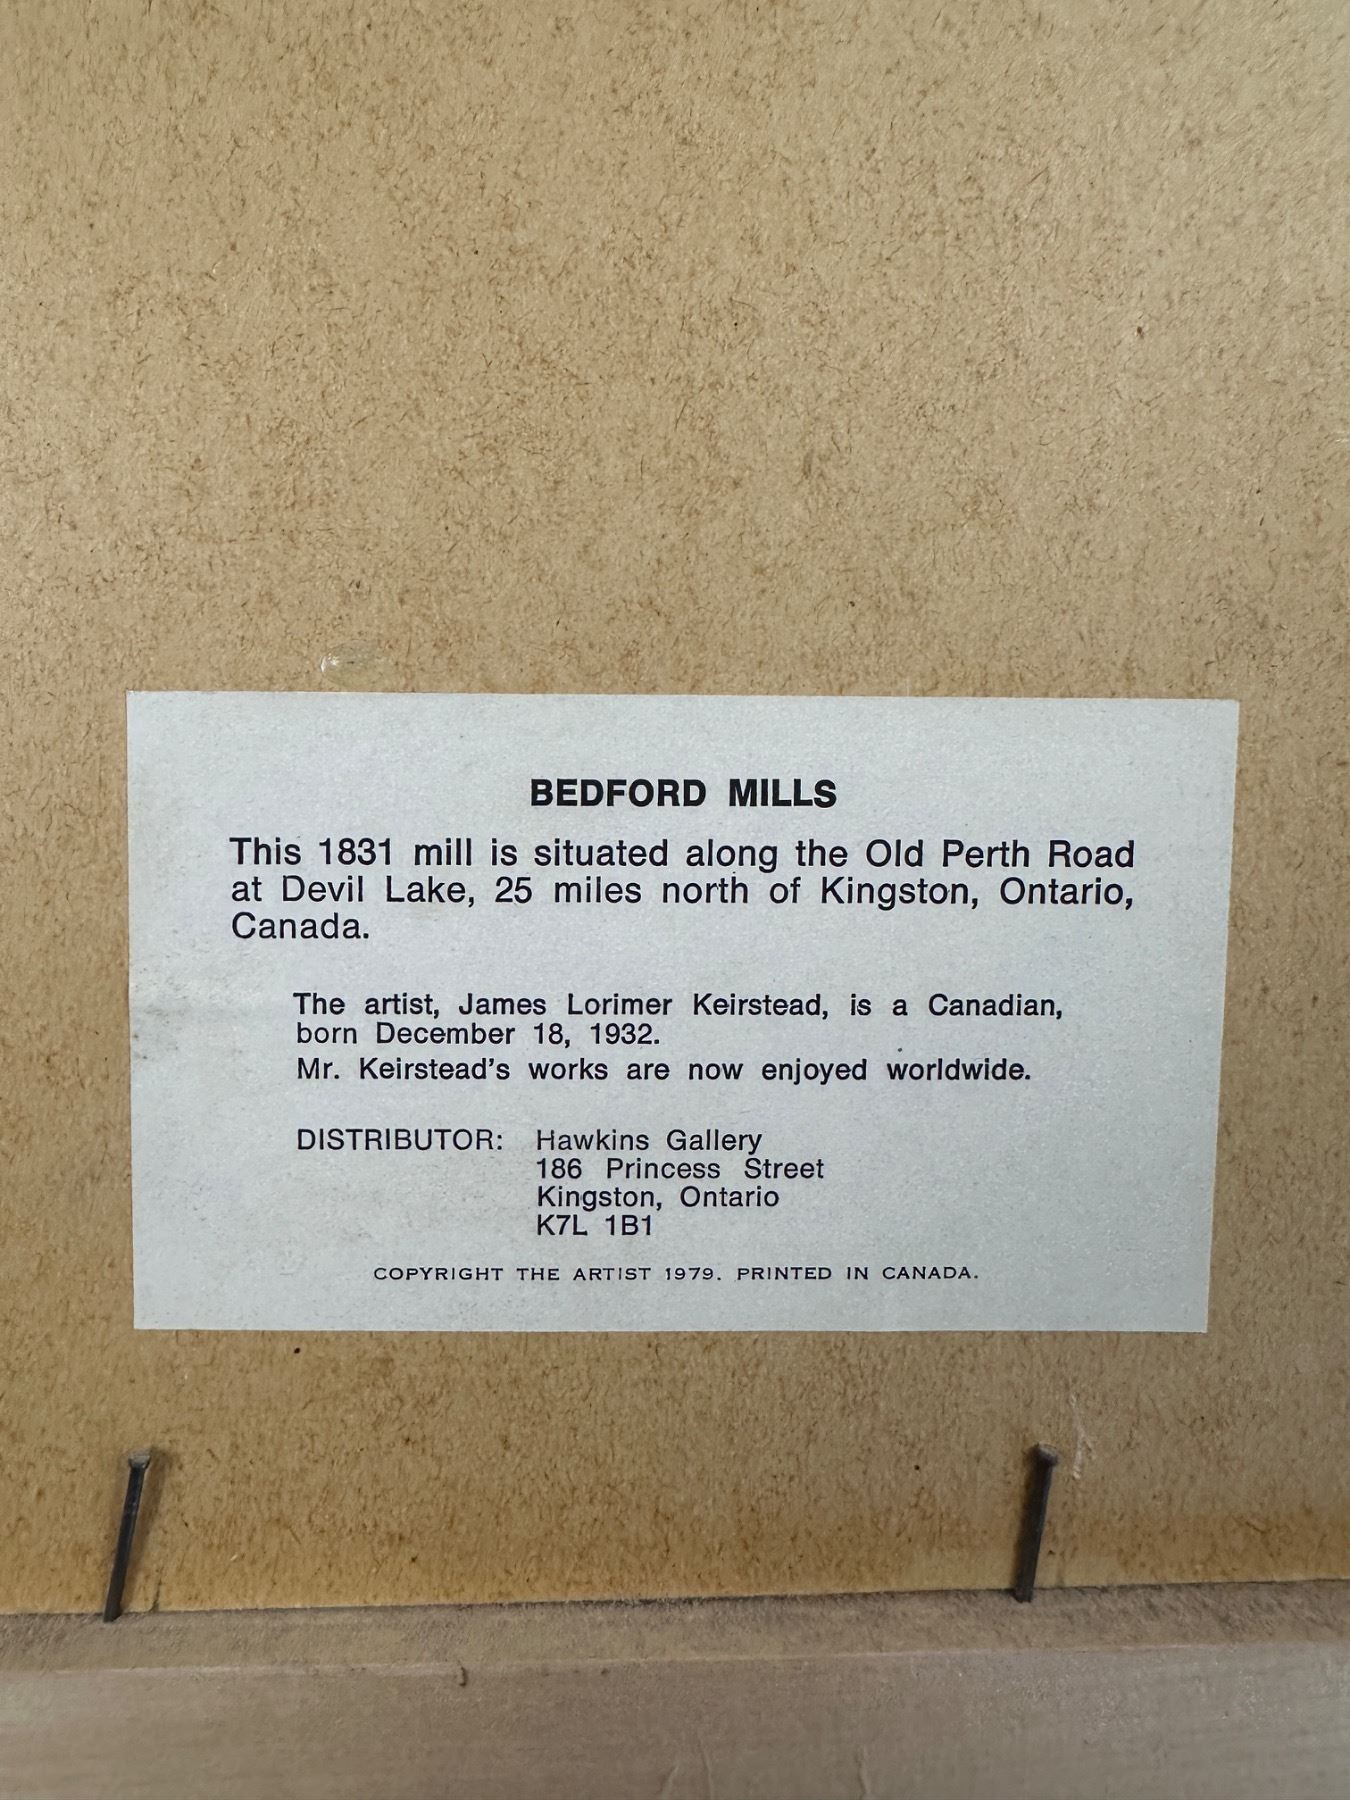 BEDFORD MILLS
This 1831 mill is situated along the Old Perth Road
at Devil Lake, 25 miles north of Kingston, Ontario,
Canada.
The artist, James Lorimer Keirstead, is a Canadian,
born December 18, 1932.
Mr. Keirstead's works are now enjoyed worldwide.
DISTRIBUTOR: Hawkins Gallery
186 Princess Street
Kingston, Ontario
K7L 1B1
COPYRIGHT THE ARTIST 1979. PRINTED IN CANADA.